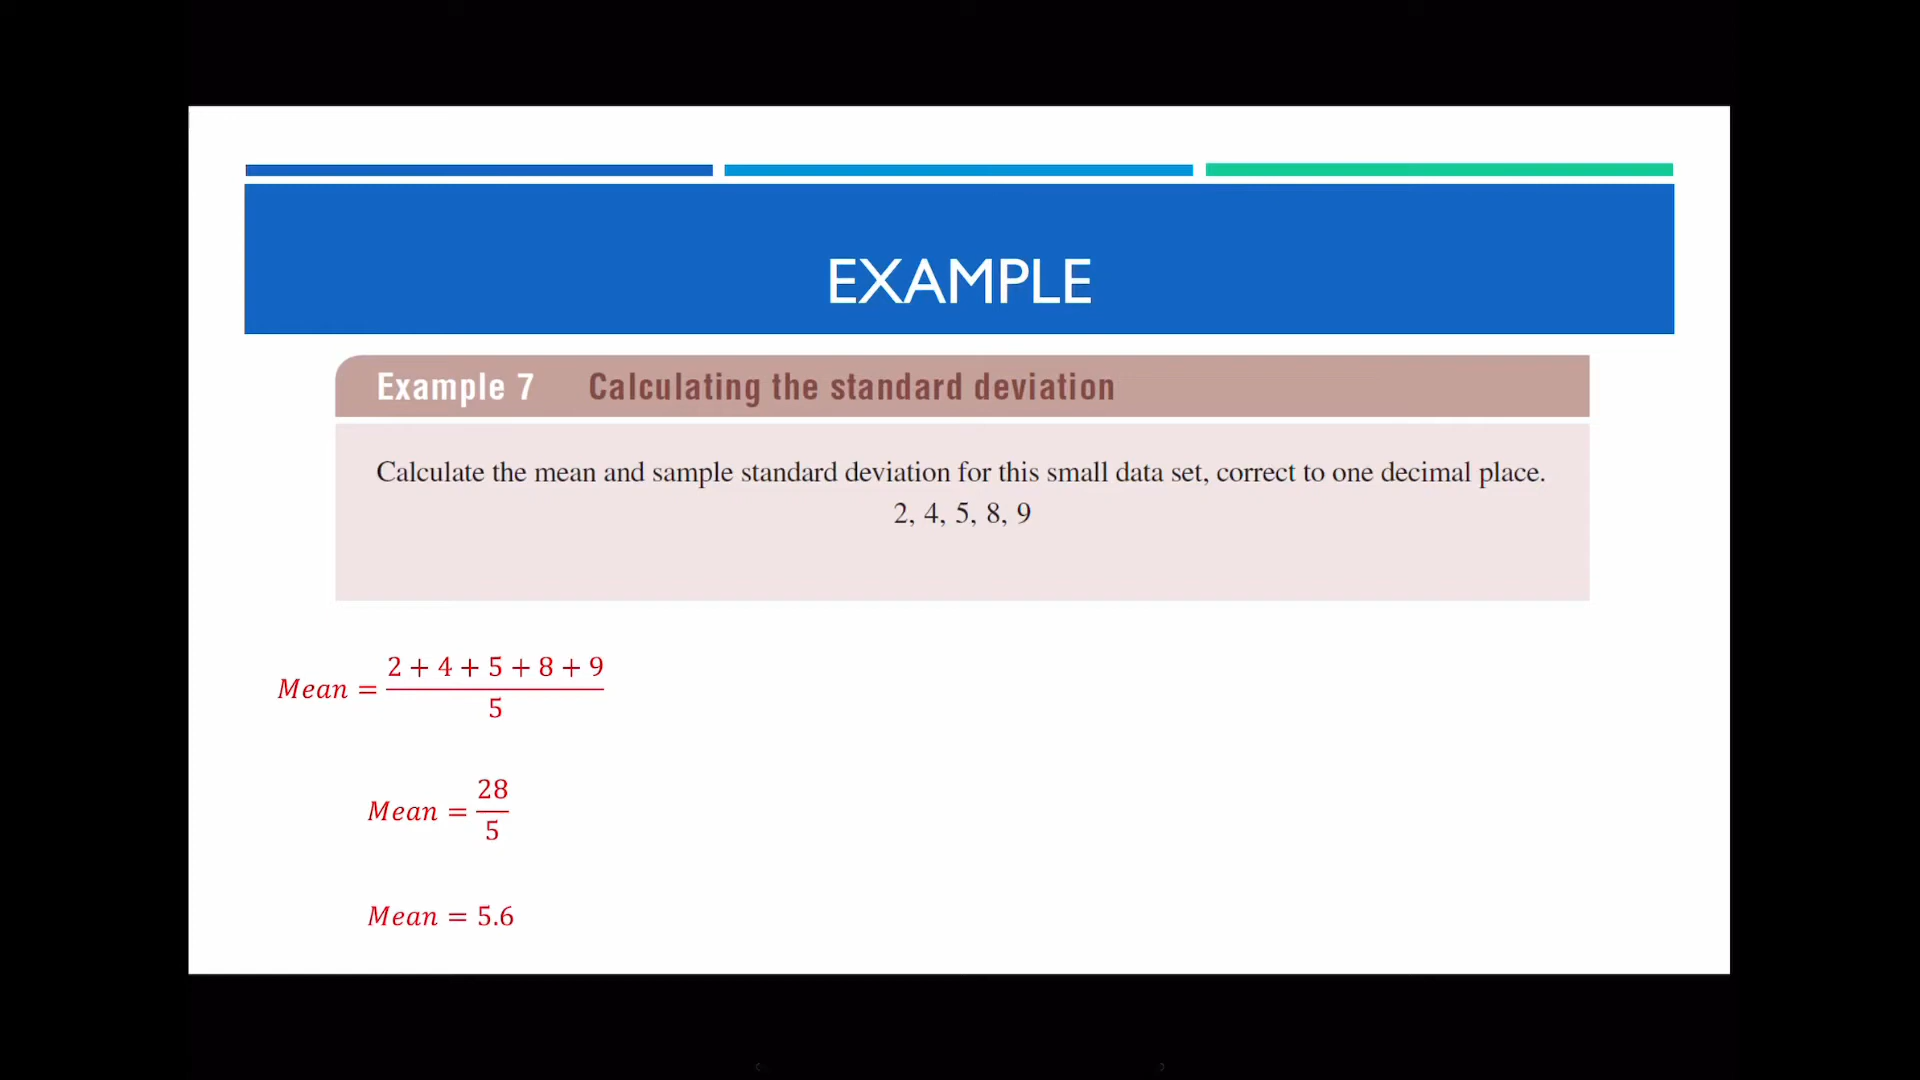 EXAMPLE
Example 7 Calculating the standard deviation
Calculate the mean and sample standard deviation for this small data set, correct to one decimal place.
2, 4, 5, 8, 9
Mean = (2 + 4 + 5 + 8 + 9)/5
Mean = 28/5
Mean = 5.6